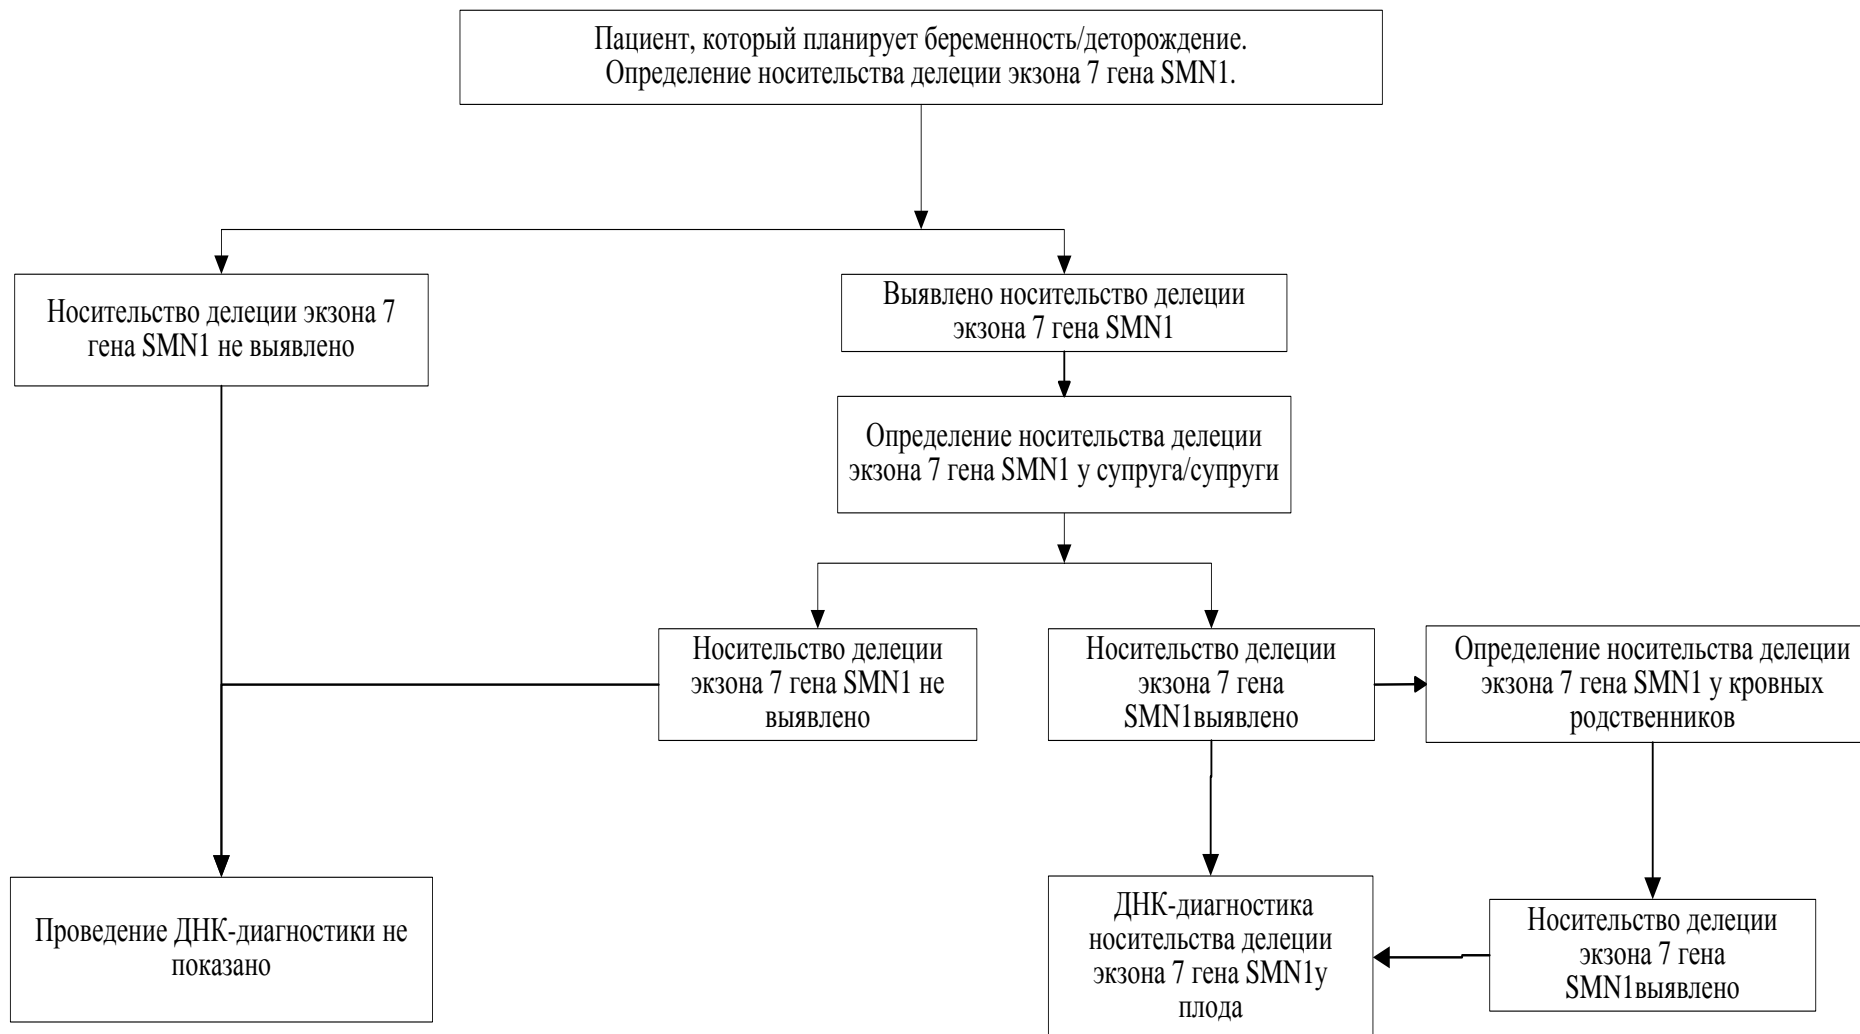 Пациент, который планирует беременность/деторождение.
Определение носительства делеции экзона 7 гена SMN1.
Носительство делеции экзона 7
гена SMN1 не выявлено
Выявлено носительство делеции
экзона 7 гена SMN1
Определение носительства делеции
экзона 7 гена SMN1 у супруга/супруги
Носительство делеции
экзона 7 гена SMN1 не
выявлено
Носительство делеции
экзона 7 гена
SMN1выявлено
Определение носительства делеции
экзона 7 гена SMN1 у кровных
родственников
Проведение ДНК-диагностики не
показано
ДНК-диагностика
носительства делеции
экзона 7 гена SMN1у
плода
Носительство делеции
экзона 7 гена
SMN1выявлено